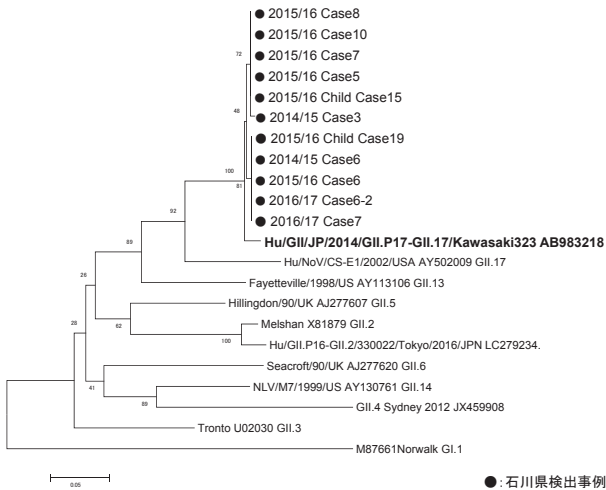 2015/16 Case8
2015/16 Case10
72
2015/16 Case7
2015/16 Case5
2015/16 Child Case15
48
2014/15 Case3
2015/16 Child Case19
2014/15 Case6
100
2015/16 Case6
81
2016/17 Case6-2
2016/17 Case7
92
Hu/GII/JP/2014/GII.P17-GII.17/Kawasaki323 AB983218
89
Hu/NoV/CS-E1/2002/USA AY502009 GII.17
26
Fayetteville/1998/US AY113106 GII.13
Hillingdon/90/UK AJ277607 GII.5
28
62
Melshan X81879 GII.2
100
Hu/GII.P16-GII.2/330022/Tokyo/2016/JPN LC279234.
Seacroft/90/UK AJ277620 GII.6
41
NLV/M7/1999/US AY130761 GII.14
89
GII.4 Sydney 2012 JX459908
Tronto U02030 GII.3
M87661Norwalk GI.1
0.05
●:石川県検出事例